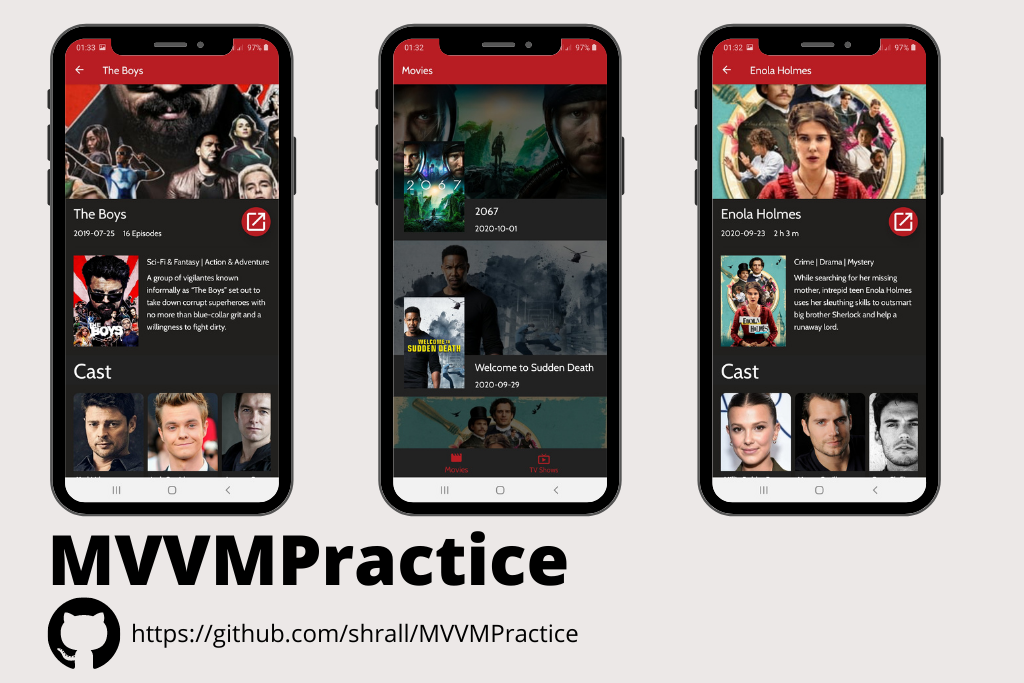 01:33
97%
The Boys
The Boys
2019-07-25 16 Episodes
Sci-Fi & Fantasy | Action & Adventure
A group of vigilantes known
informally as “The Boys” set out to
take down corrupt superheroes with
no more than blue-collar grit and a
willingness to fight dirty.
THE BOYS
Cast
01:32
97%
Movies
2067
2067
2020-10-01
WELCOME TO
SUDDEN DEATH
Welcome to Sudden Death
2020-09-29
Movies
TV Shows
01:32
97%
Enola Holmes
Enola Holmes
2020-09-23 2 h 3 m
Crime | Drama | Mystery
While searching for her missing
mother, intrepid teen Enola Holmes
uses her sleuthing skills to outsmart
big brother Sherlock and help a
runaway lord.
ENOLA
HOLMES
Cast
MVVMPractice
https://github.com/shrall/MVVMPractice